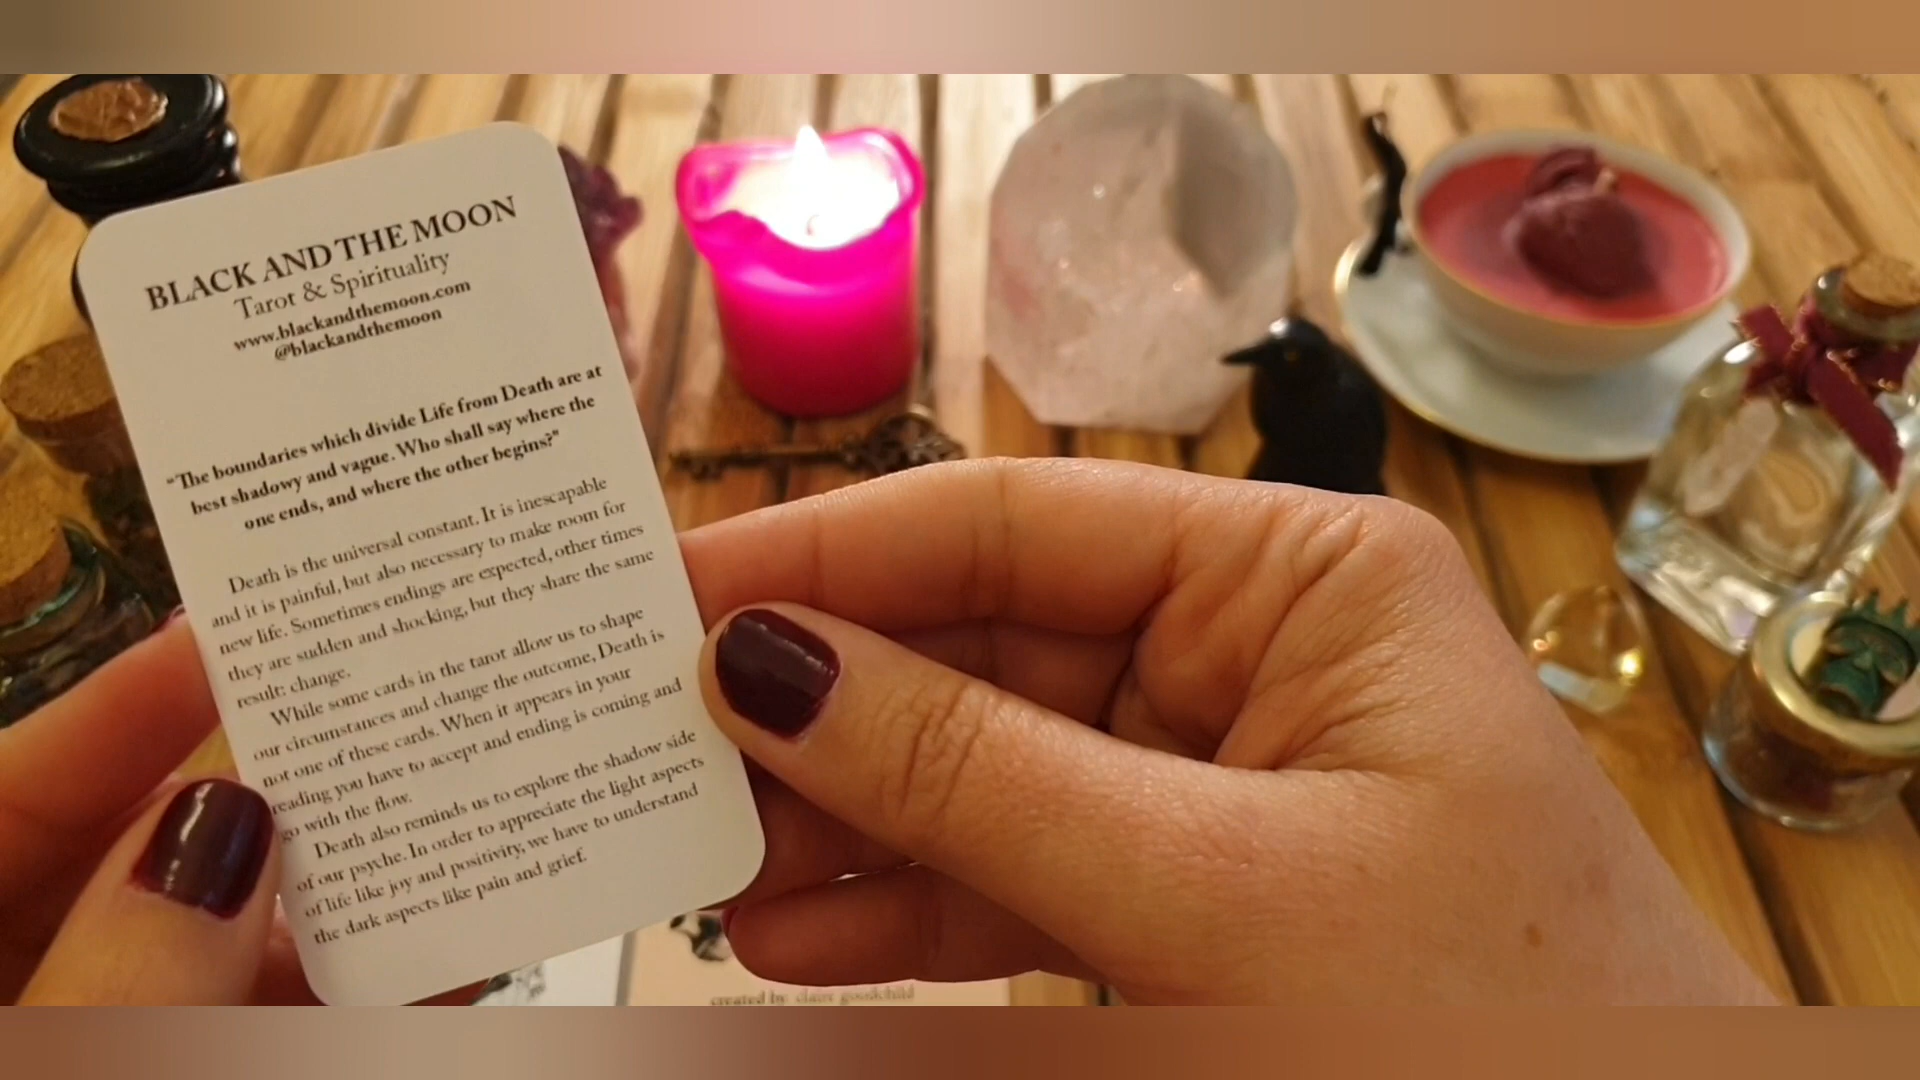 BLACK AND THE MOON
Tarot & Spirituality
www.blackandthemoon.com
@blackandthemoon
“The boundaries which divide Life from Death are at
best shadowy and vague. Who shall say where the
one ends, and where the other begins?”
Death is the universal constant. It is inescapable
and it is painful, but also necessary to make room for
new life. Sometimes endings are expected, other times
they are sudden and shocking, but they share the same
result: change.
While some cards in the tarot allow us to shape
our circumstances and change the outcome, Death is
not one of these cards. When it appears in your
reading you have to accept and ending is coming and
go with the flow.
Death also reminds us to explore the shadow side
of our psyche. In order to appreciate the light aspects
of life like joy and positivity, we have to understand
the dark aspects like pain and grief.
created by claire goodchild